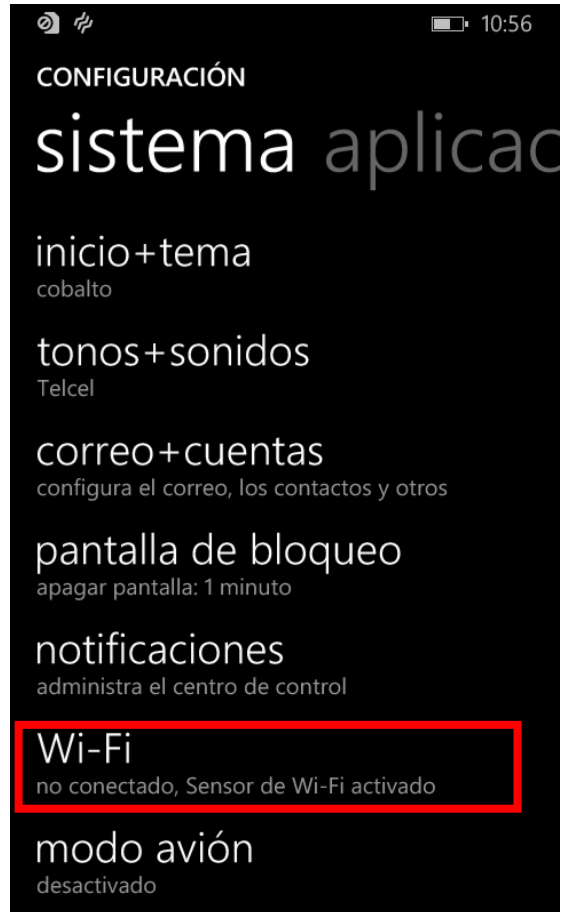 10:56
CONFIGURACIÓN
sistema aplicac
inicio+tema
cobalto
tonos+sonidos
Telcel
correo+cuentas
configura el correo, los contactos y otros
pantalla de bloqueo
apagar pantalla: 1 minuto
notificaciones
administra el centro de control
Wi-Fi
no conectado, Sensor de Wi-Fi activado
modo avión
desactivado